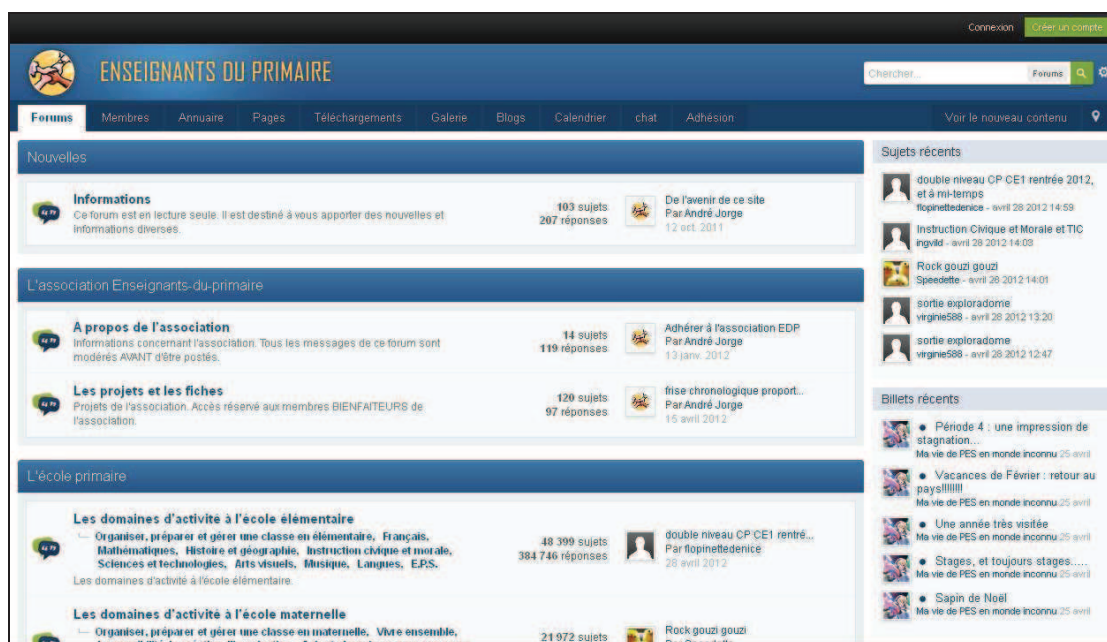 Connexion Créer un compte
ENSEIGNANTS DU PRIMAIRE
Chercher... Forums
Forums Membres Annuaire Pages Téléchargements Galerie Blogs Calendrier chat Adhésion Voir le nouveau contenu
Nouvelles
Informations
Ce forum est en lecture seule. Il est destiné à vous apporter des nouvelles et
informations diverses.
103 sujets
207 réponses
De l'avenir de ce site
Par André Jorge
12 oct. 2011
L'association Enseignants-du-primaire
A propos de l'association
Informations concernant l'association. Tous les messages de ce forum sont
modérés AVANT d'être postés.
14 sujets
119 réponses
Adhérer à l'association EDP
Par André Jorge
13 janv. 2012
Les projets et les fiches
Projets de l'association. Accès réservé aux membres BIENFAITEURS de
l'association.
120 sujets
97 réponses
frise chronologique proport...
Par André Jorge
15 avril 2012
L'école primaire
Les domaines d'activité à l'école élémentaire
Organiser, préparer et gérer une classe en élémentaire, Français,
Mathématiques, Histoire et géographie, Instruction civique et morale,
Sciences et technologies, Arts visuels, Musique, Langues, E.P.S.
Les domaines d'activité à l'école élémentaire.
48 399 sujets
384 746 réponses
double niveau CP CE1 rentré...
Par flopinettedenice
28 avril 2012
Les domaines d'activité à l'école maternelle
Organiser, préparer et gérer une classe en maternelle, Vivre ensemble,
21 972 sujets
Rock gouzi gouzi
Sujets récents
double niveau CP CE1 rentrée 2012,
et à mi-temps
flopinettedenice - avril 28 2012 14:59
Instruction Civique et Morale et TIC
ingvild - avril 28 2012 14:03
Rock gouzi gouzi
Speedette - avril 28 2012 14:01
sortie exploradome
virginie588 - avril 28 2012 13:20
sortie exploradome
virginie588 - avril 28 2012 12:47
Billets récents
Période 4 : une impression de
stagnation...
Ma vie de PES en monde inconnu 25 avril
Vacances de Février : retour au
pays!!!!!!!!
Ma vie de PES en monde inconnu 25 avril
Une année très visitée
Ma vie de PES en monde inconnu 25 avril
Stages, et toujours stages.....
Ma vie de PES en monde inconnu 25 avril
Sapin de Noël
Ma vie de PES en monde inconnu 25 avril